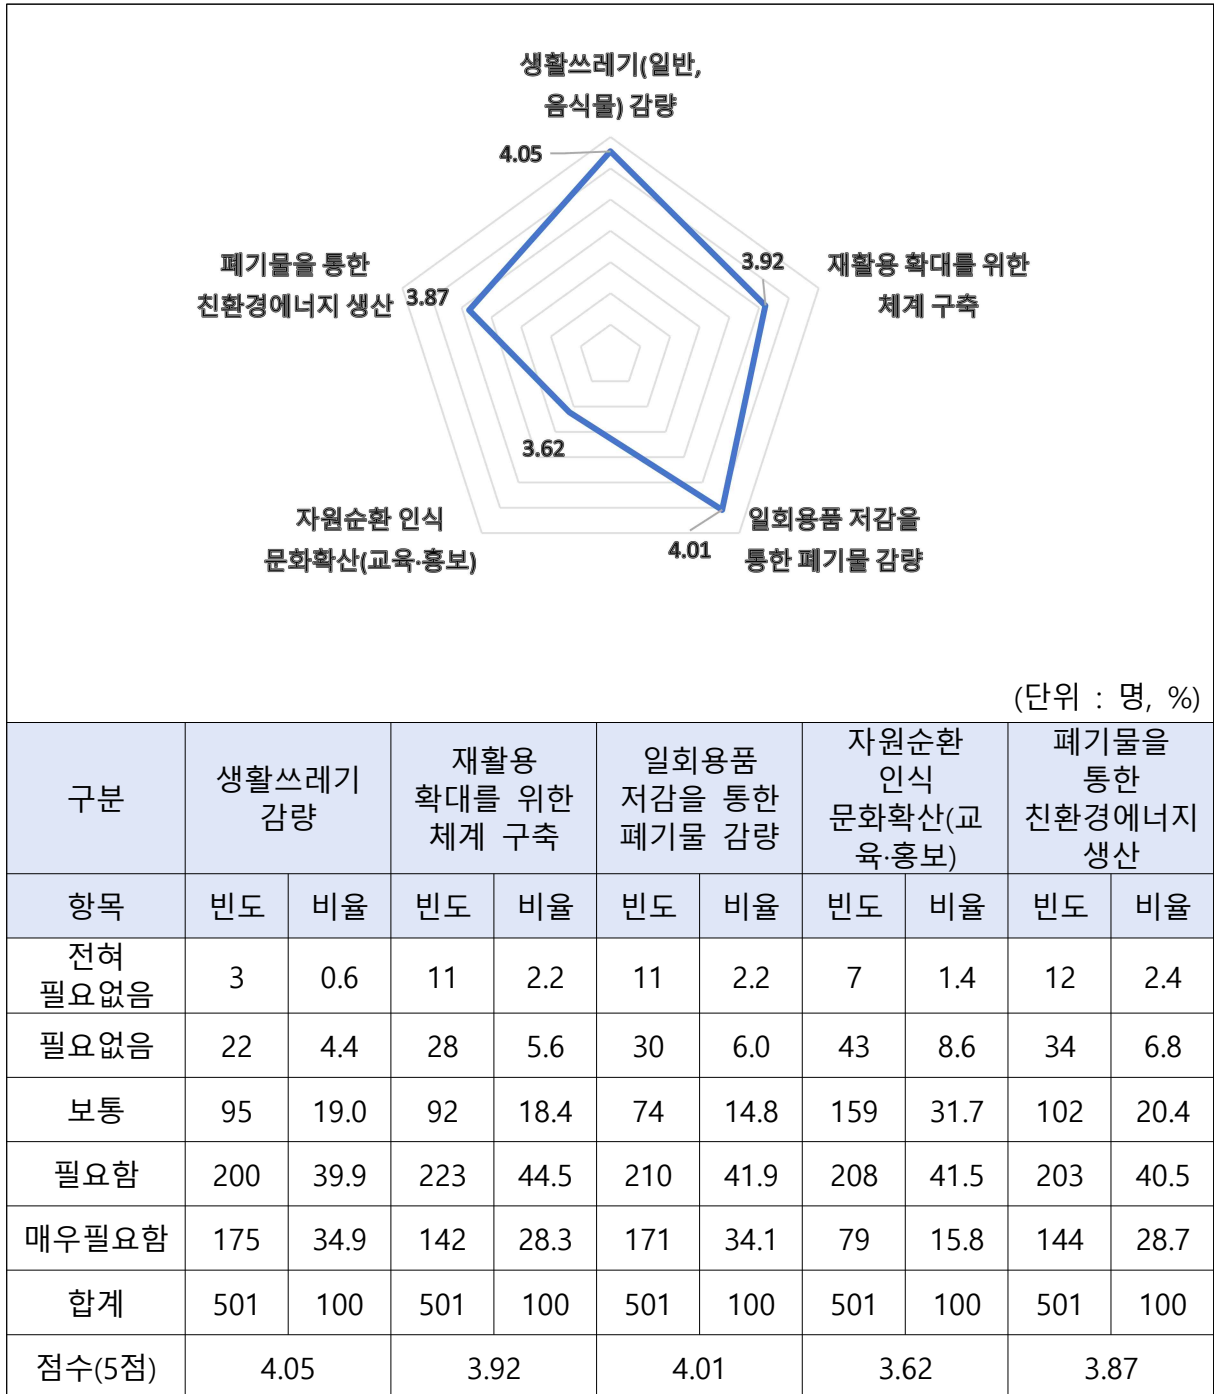 생활쓰레기(일반,
음식물) 감량
4.05
폐기물을 통한
친환경에너지 생산
3.87
3.92
재활용 확대를 위한
체계 구축
3.62
자원순환 인식
문화확산(교육·홍보)
4.01
일회용품 저감을
통한 폐기물 감량
(단위 : 명, %)
구분 생활쓰레기 감량 재활용 확대를 위한 체계 구축 일회용품 저감을 통한 폐기물 감량 자원순환 인식 문화확산(교육·홍보) 폐기물을 통한 친환경에너지 생산
항목 빈도 비율 빈도 비율 빈도 비율 빈도 비율 빈도 비율
전혀 필요없음 3 0.6 11 2.2 11 2.2 7 1.4 12 2.4
필요없음 22 4.4 28 5.6 30 6.0 43 8.6 34 6.8
보통 95 19.0 92 18.4 74 14.8 159 31.7 102 20.4
필요함 200 39.9 223 44.5 210 41.9 208 41.5 203 40.5
매우필요함 175 34.9 142 28.3 171 34.1 79 15.8 144 28.7
합계 501 100 501 100 501 100 501 100 501 100
점수(5점) 4.05 3.92 4.01 3.62 3.87